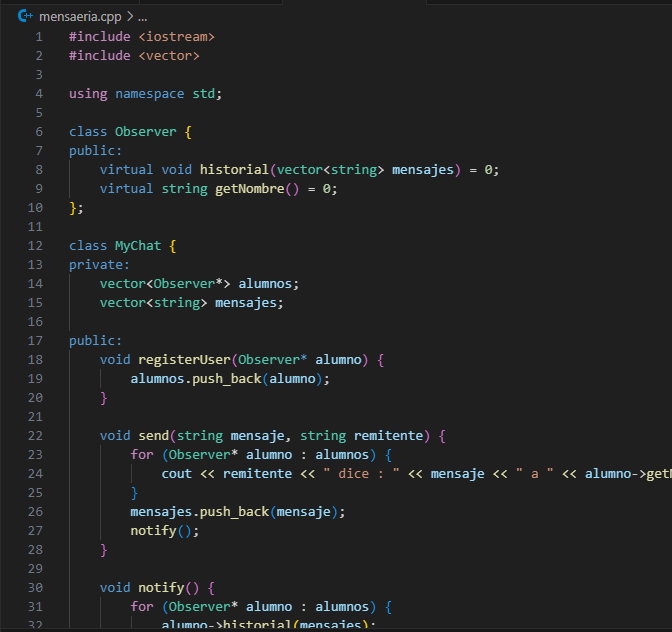 mensaeria.cpp > ...
1 #include <iostream>
2 #include <vector>
3
4 using namespace std;
5
6 class Observer {
7 public:
8     virtual void historial(vector<string> mensajes) = 0;
9     virtual string getNombre() = 0;
10 };
11
12 class MyChat {
13 private:
14     vector<Observer*> alumnos;
15     vector<string> mensajes;
16
17 public:
18     void registerUser(Observer* alumno) {
19         alumnos.push_back(alumno);
20     }
21
22     void send(string mensaje, string remitente) {
23         for (Observer* alumno : alumnos) {
24             cout << remitente << " dice : " << mensaje << " a " << alumno->get
25         }
26         mensajes.push_back(mensaje);
27         notify();
28     }
29
30     void notify() {
31         for (Observer* alumno : alumnos) {
32             alumno->historial(mensajes);